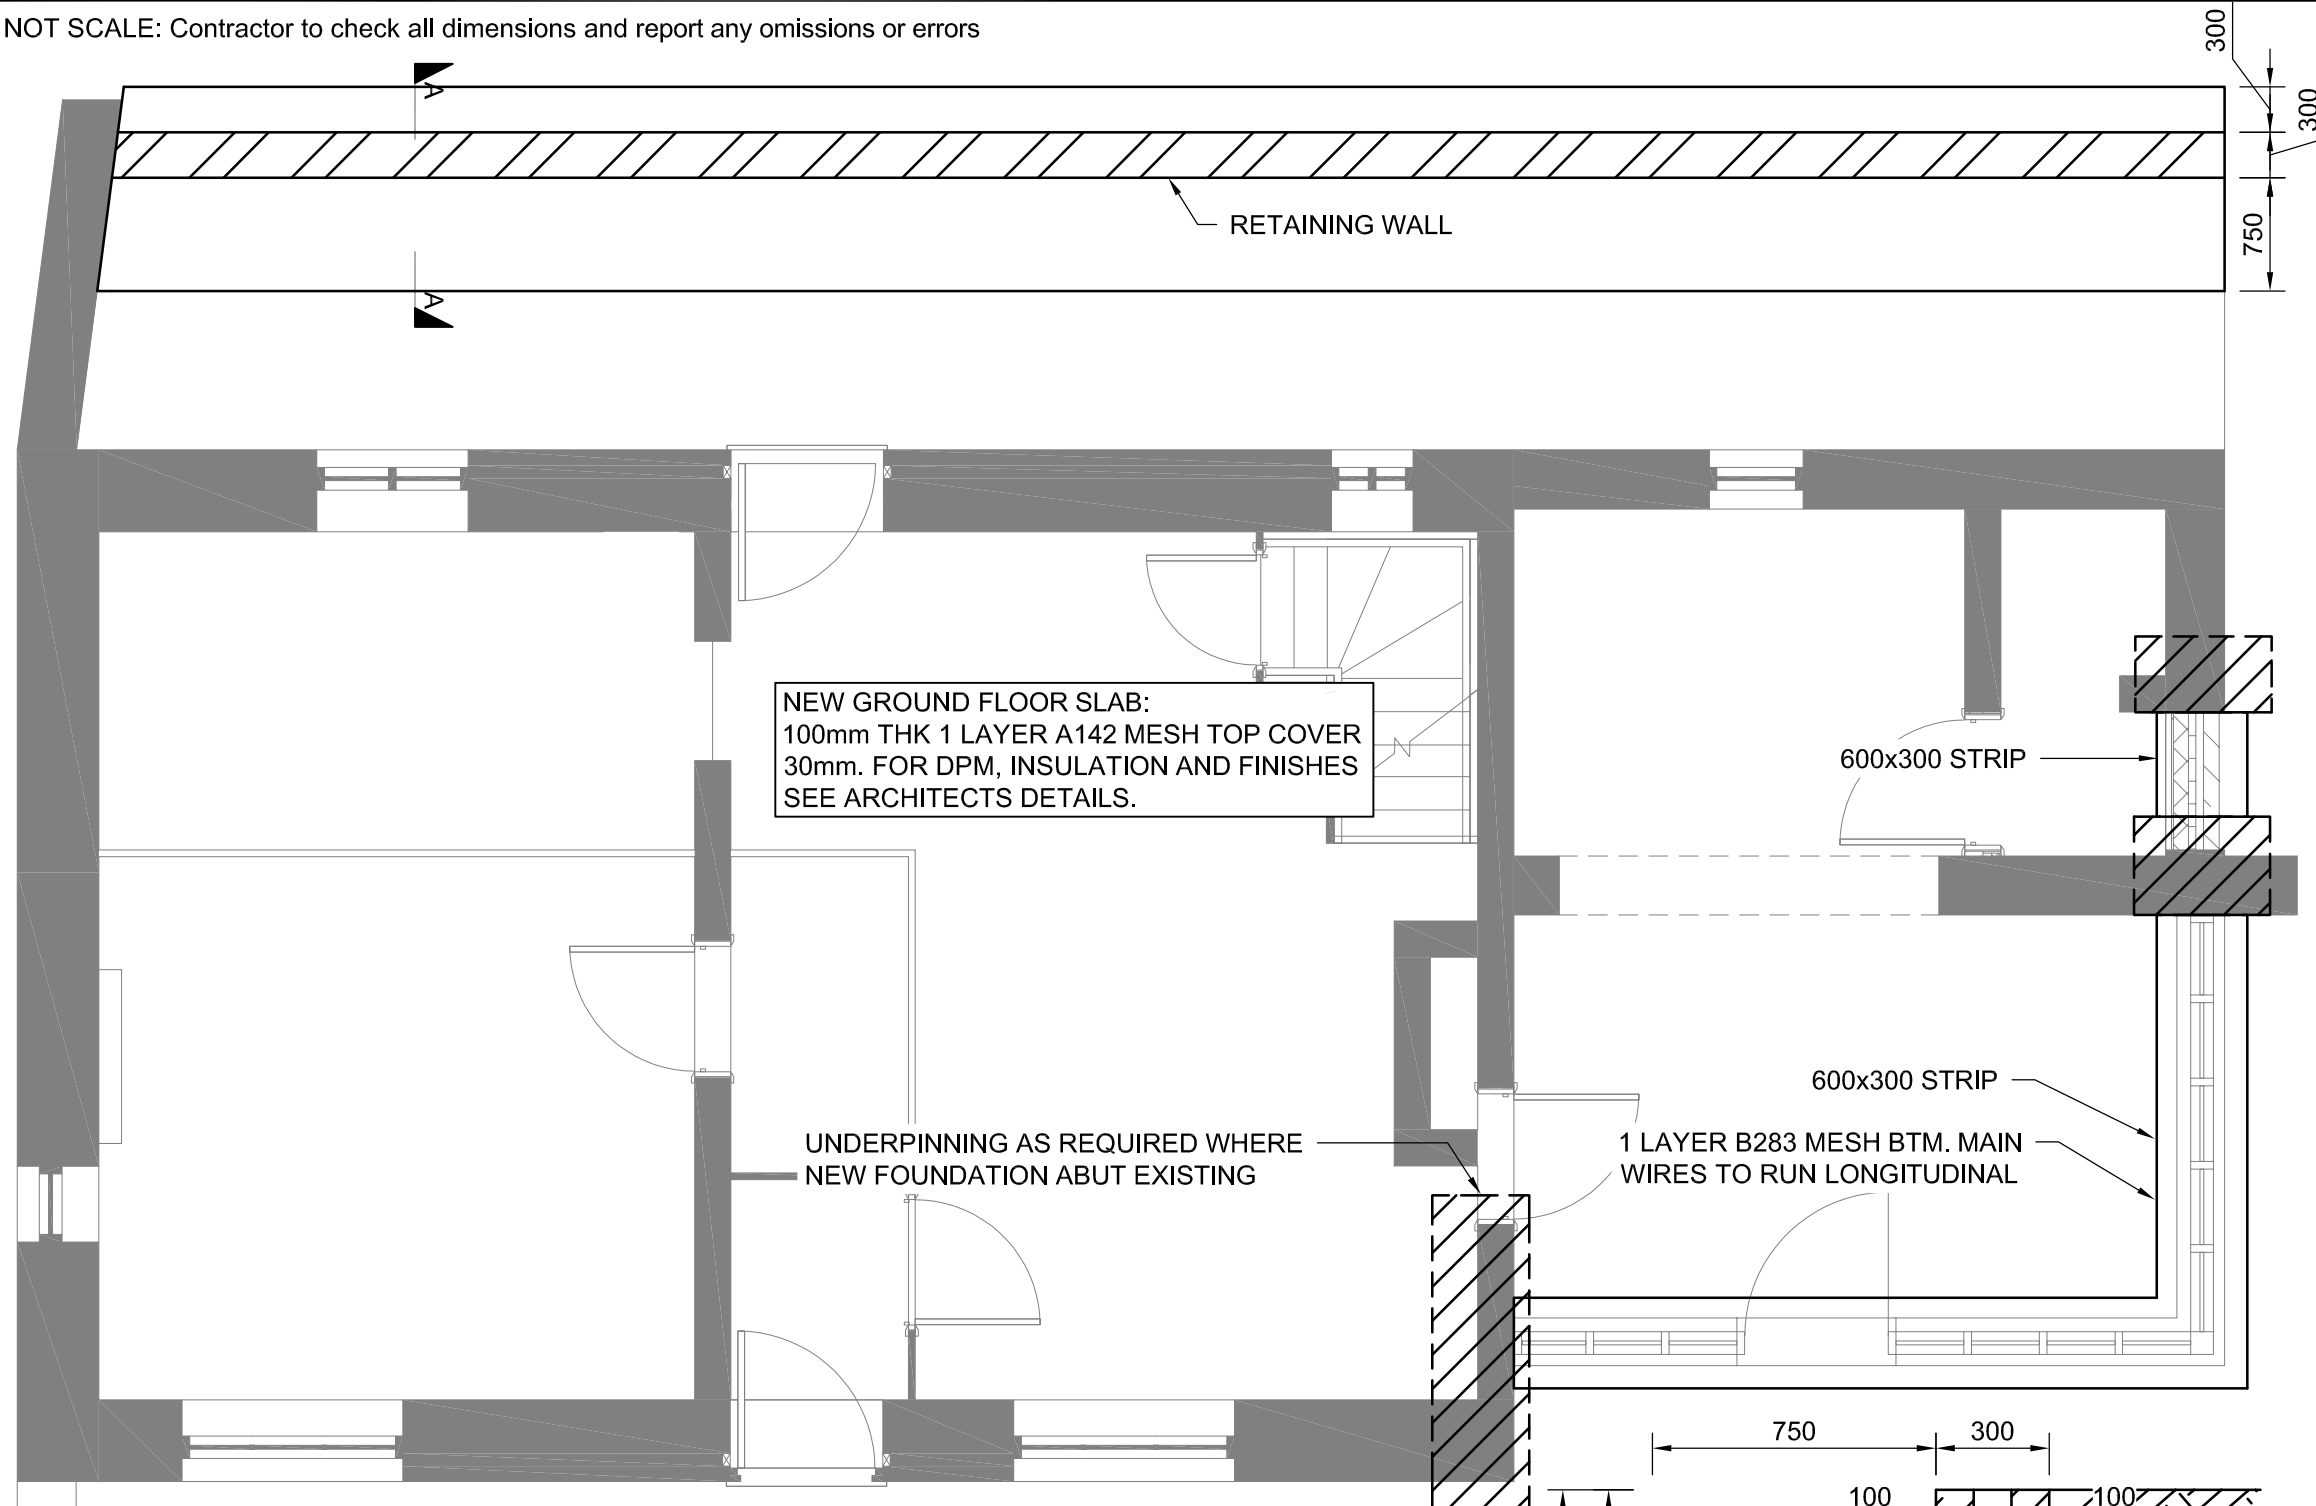 NOT SCALE: Contractor to check all dimensions and report any omissions or errors
300
300
A
RETAINING WALL
750
A
NEW GROUND FLOOR SLAB:
100mm THK 1 LAYER A142 MESH TOP COVER
30mm. FOR DPM, INSULATION AND FINISHES
SEE ARCHITECTS DETAILS.
600x300 STRIP
600x300 STRIP
UNDERPINNING AS REQUIRED WHERE
NEW FOUNDATION ABUT EXISTING
1 LAYER B283 MESH BTM. MAIN
WIRES TO RUN LONGITUDINAL
750
300
100
100